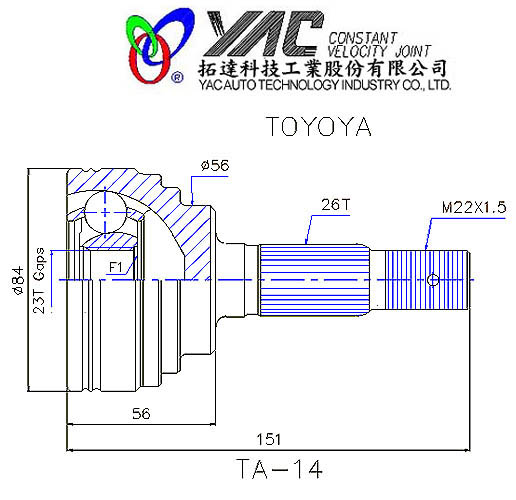 YAC CONSTANT
VELOCITY JOINT
®
拓達科技工業股份有限公司
YAC AUTO TECHNOLOGY INDUSTRY CO., LTD.
TOYOYA
ø56
26T
M22X1.5
ø84
23T Gaps
F1
56
151
TA-14